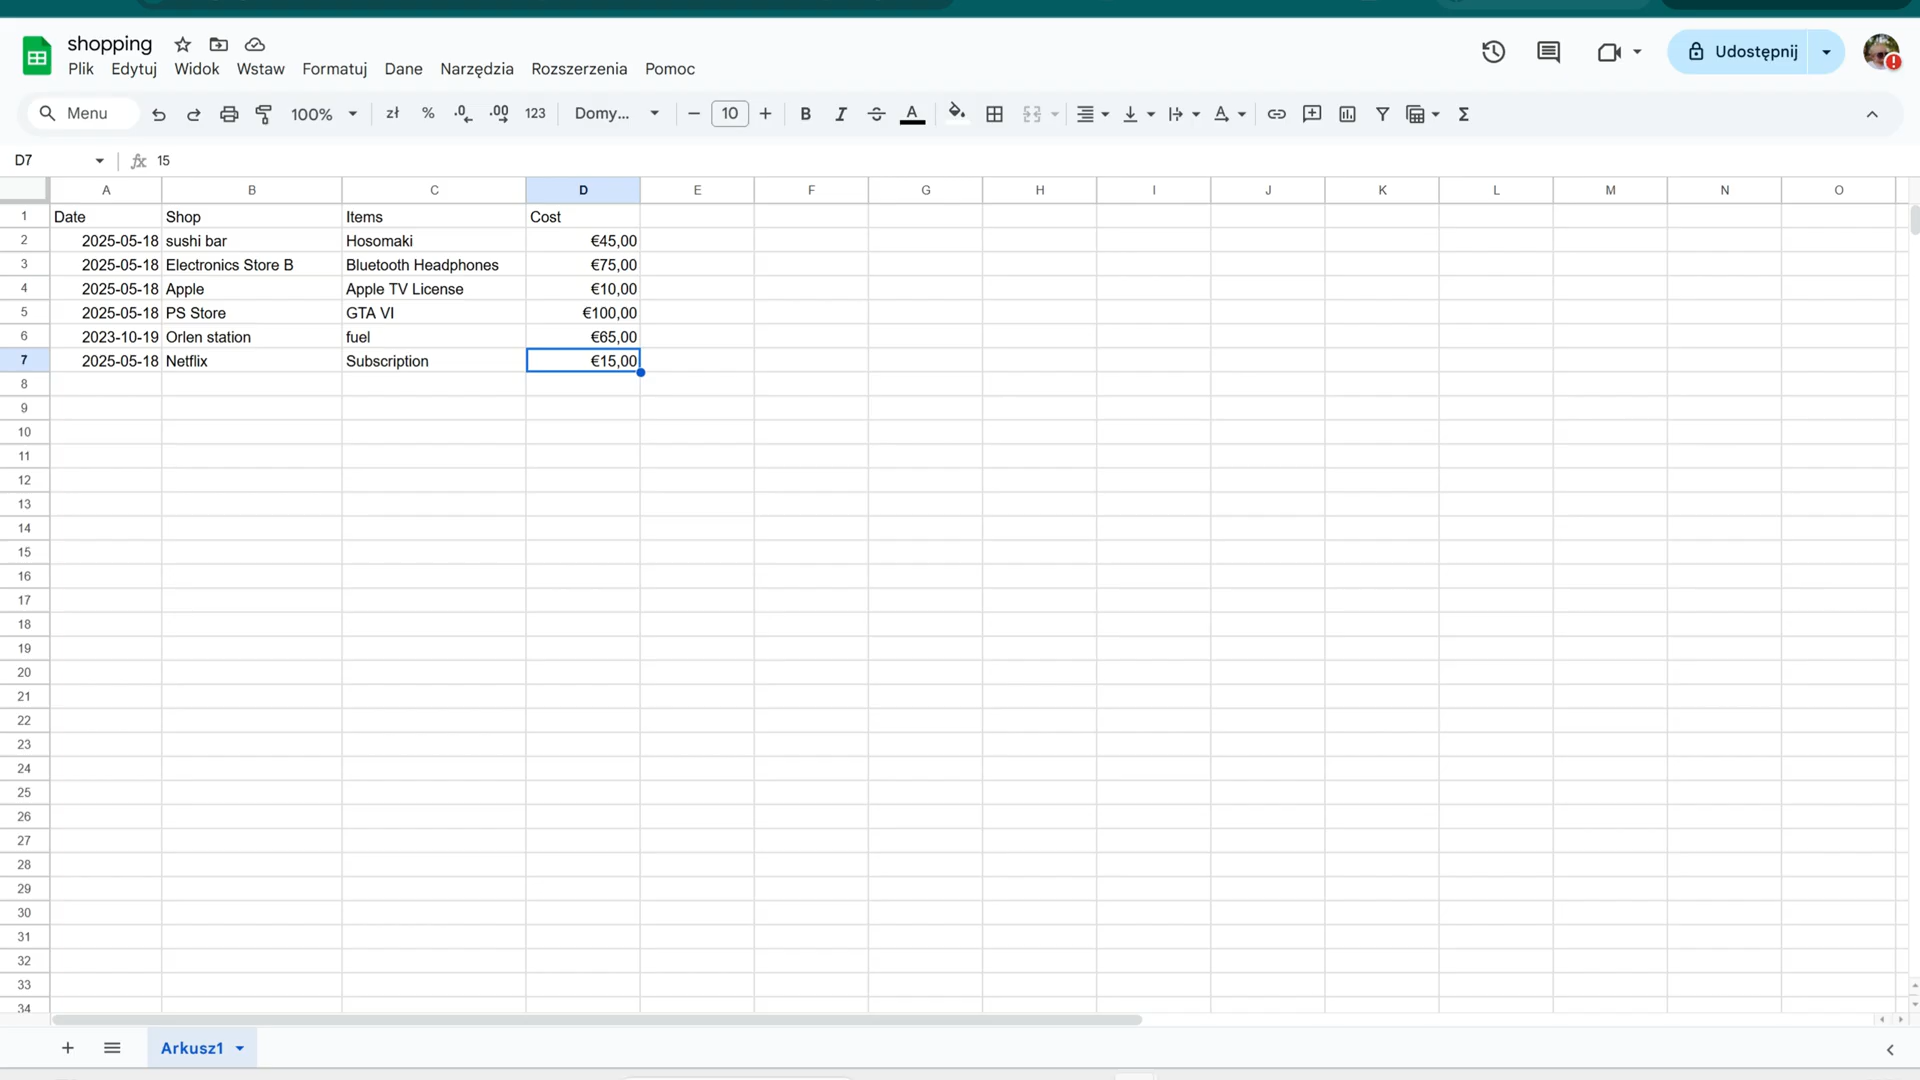 shopping
Plik Edytuj Widok Wstaw Formatuj Dane Narzędzia Rozszerzenia Pomoc
Udostępnij
Menu 100% zł % .0 .00 123 Domy... 10 B I A A Σ
D7 fx 15
A B C D E F G H I J K L M N O
1 Date Shop Items Cost
2 2025-05-18 sushi bar Hosomaki €45,00
3 2025-05-18 Electronics Store B Bluetooth Headphones €75,00
4 2025-05-18 Apple Apple TV License €10,00
5 2025-05-18 PS Store GTA VI €100,00
6 2023-10-19 Orlen station fuel €65,00
7 2025-05-18 Netflix Subscription €15,00
8
9
10
11
12
13
14
15
16
17
18
19
20
21
22
23
24
25
26
27
28
29
30
31
32
33
34
Arkusz1